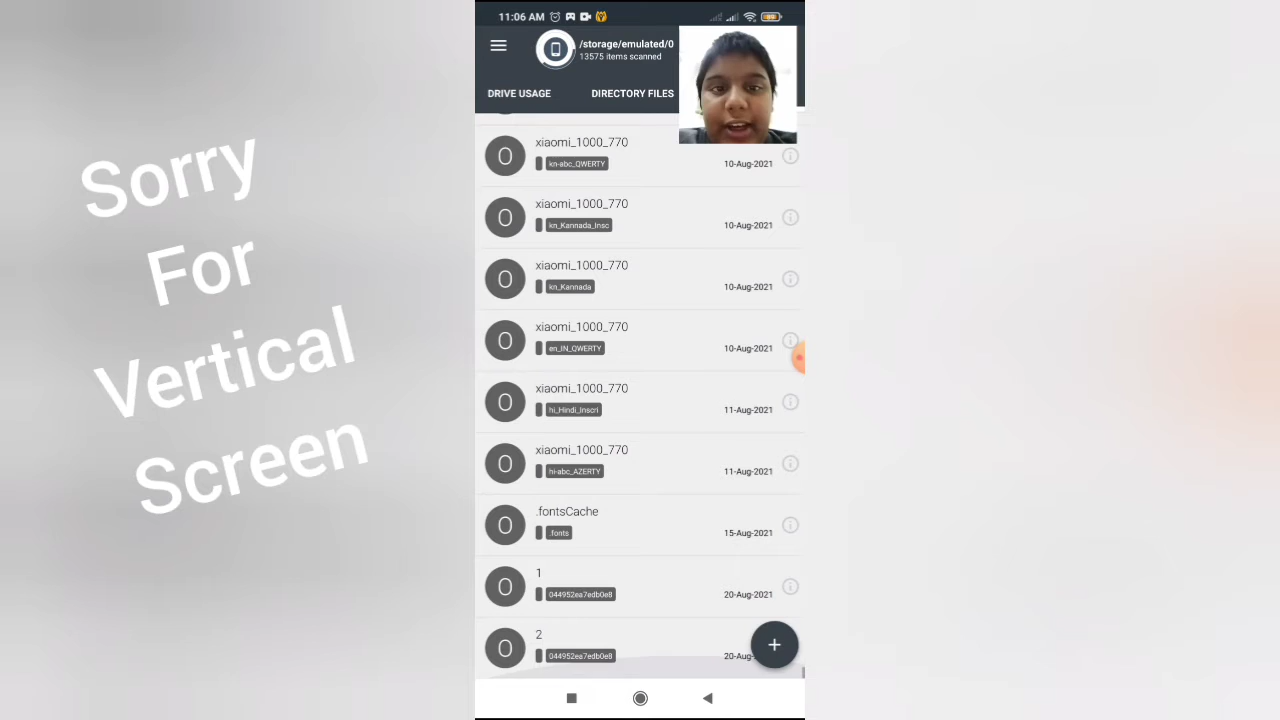 Sorry
For
Vertical
Screen
11:06 AM
/storage/emulated/0
13575 items scanned
DRIVE USAGE
DIRECTORY FILES
O
xiaomi_1000_770
kn-abc_QWERTY
10-Aug-2021
O
xiaomi_1000_770
kn_Kannada_Insc
10-Aug-2021
O
xiaomi_1000_770
kn_Kannada
10-Aug-2021
O
xiaomi_1000_770
en_IN_QWERTY
10-Aug-2021
O
xiaomi_1000_770
hi_Hindi_Inscri
11-Aug-2021
O
xiaomi_1000_770
hi-abc_AZERTY
11-Aug-2021
O
.fontsCache
.fonts
15-Aug-2021
O
1
044952ea7edb0e8
20-Aug-2021
O
2
044952ea7edb0e8
20-Aug-